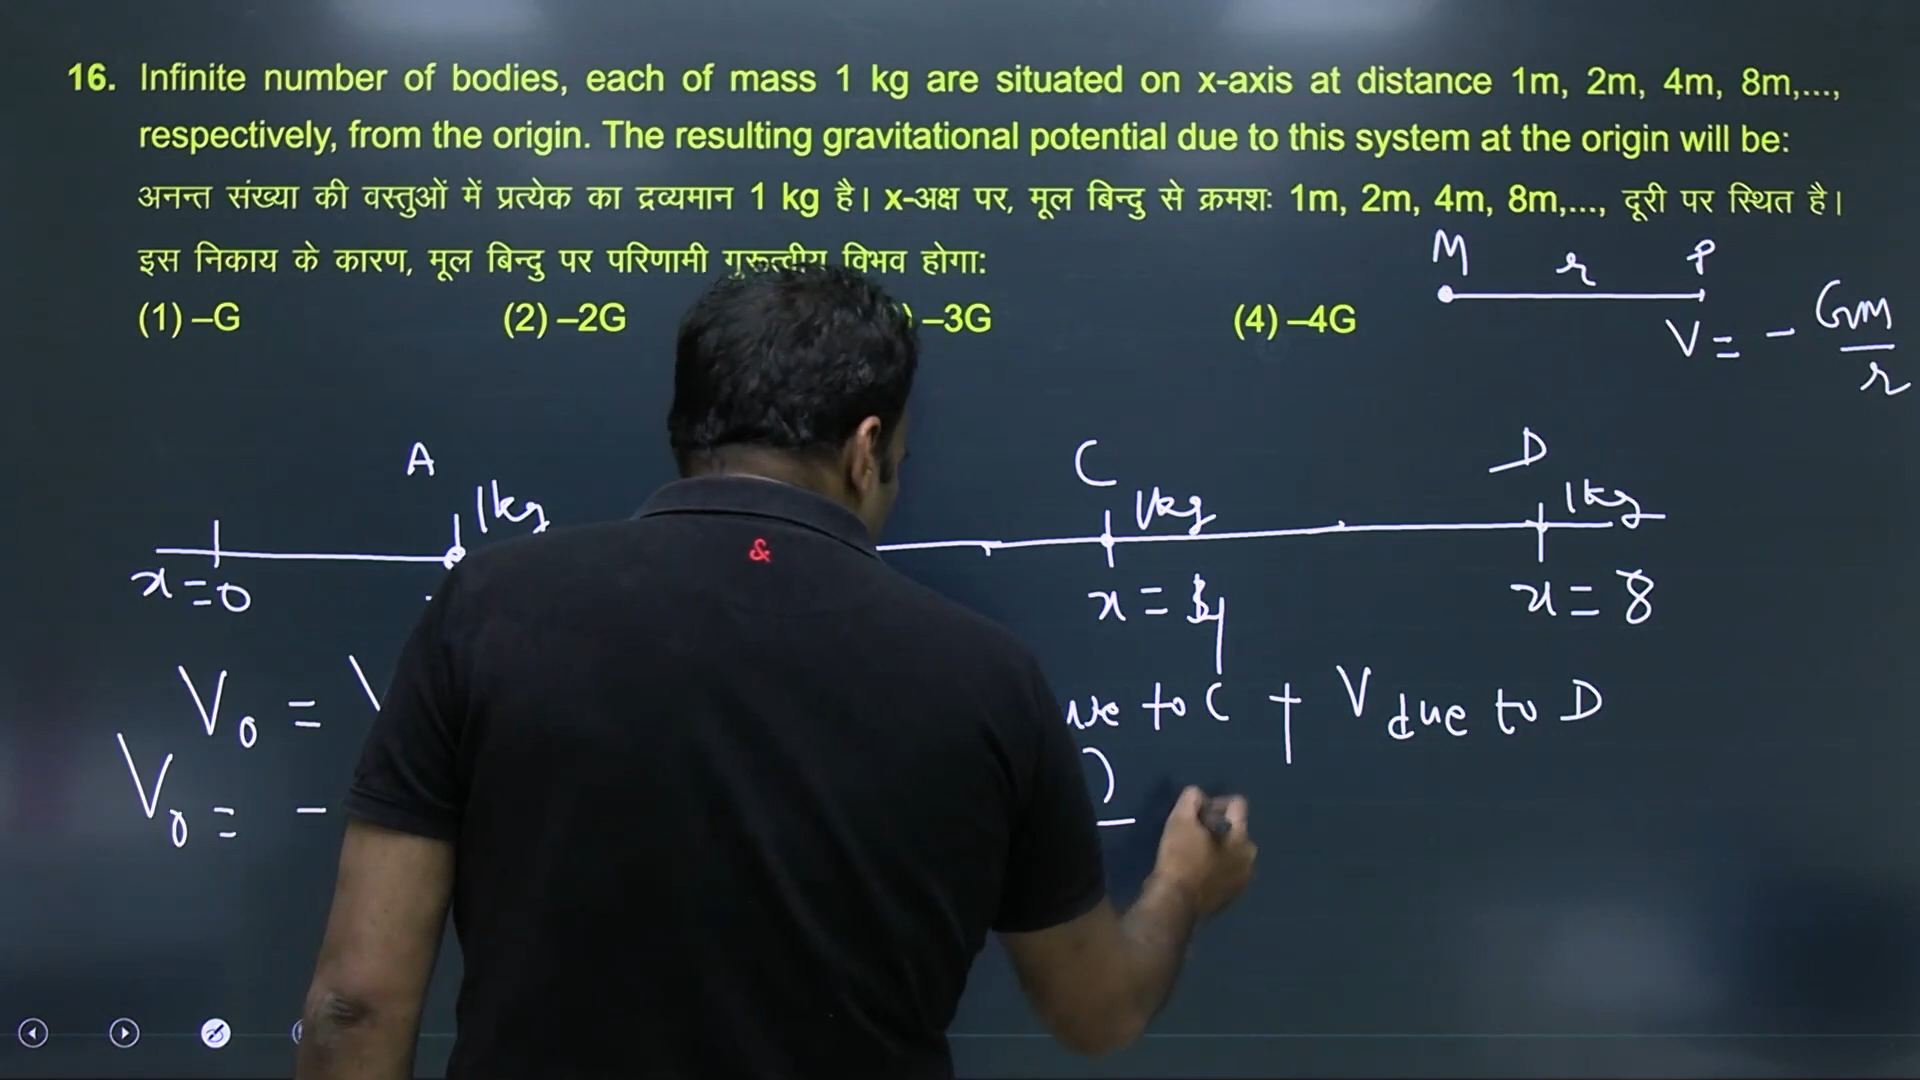 16. Infinite number of bodies, each of mass 1 kg are situated on x-axis at distance 1m, 2m, 4m, 8m,...,
respectively, from the origin. The resulting gravitational potential due to this system at the origin will be:
अनन्त संख्या की वस्तुओं में प्रत्येक का द्रव्यमान 1 kg है। x-अक्ष पर, मूल बिन्दु से क्रमशः 1m, 2m, 4m, 8m,..., दूरी पर स्थित है।
इस निकाय के कारण, मूल बिन्दु पर परिणामी गुरूत्वीय विभव होगा:
(1) –G (2) –2G ) –3G (4) –4G
M r P
V = - GM/r
A C D
1kg 1kg 1kg
x=0 x = 4 x = 8
V0 = V due to C + V due to D
V0 = -
&